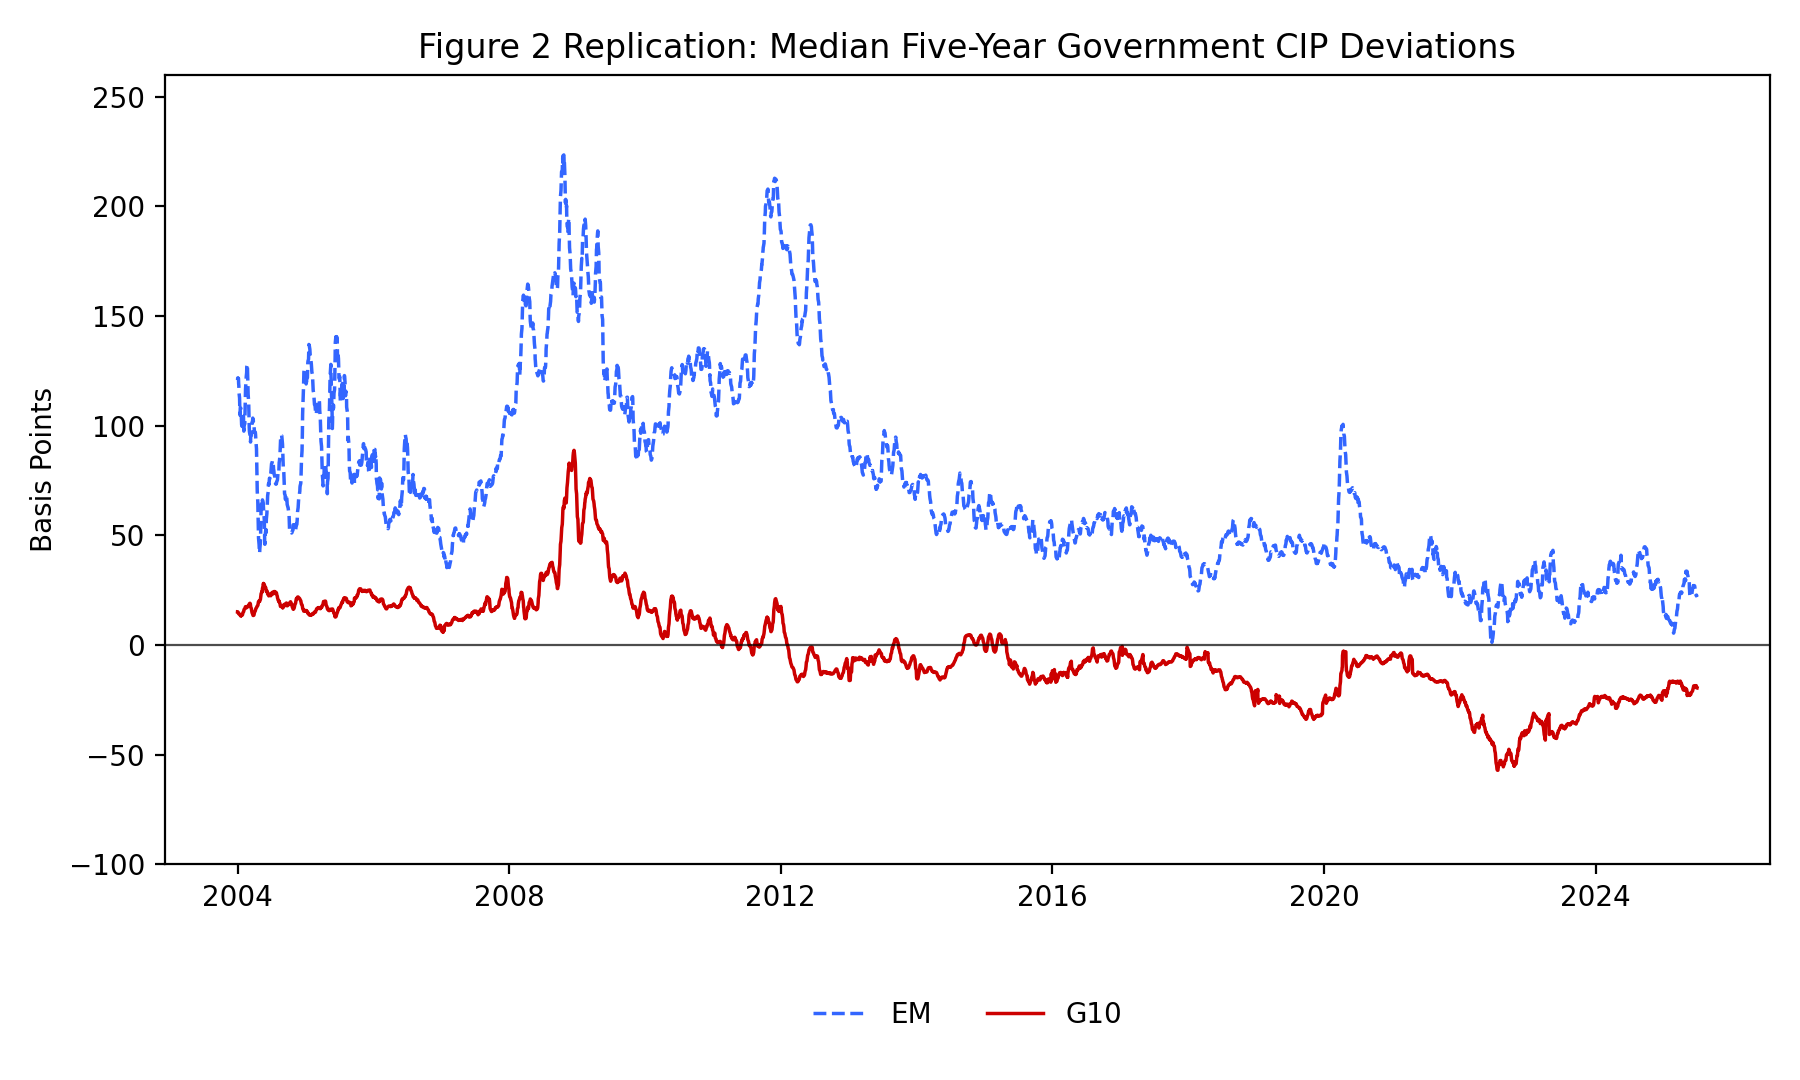 Figure 2 Replication: Median Five-Year Government CIP Deviations
250
200
150
100
50
0
−50
−100
Basis Points
2004 2008 2012 2016 2020 2024
EM G10